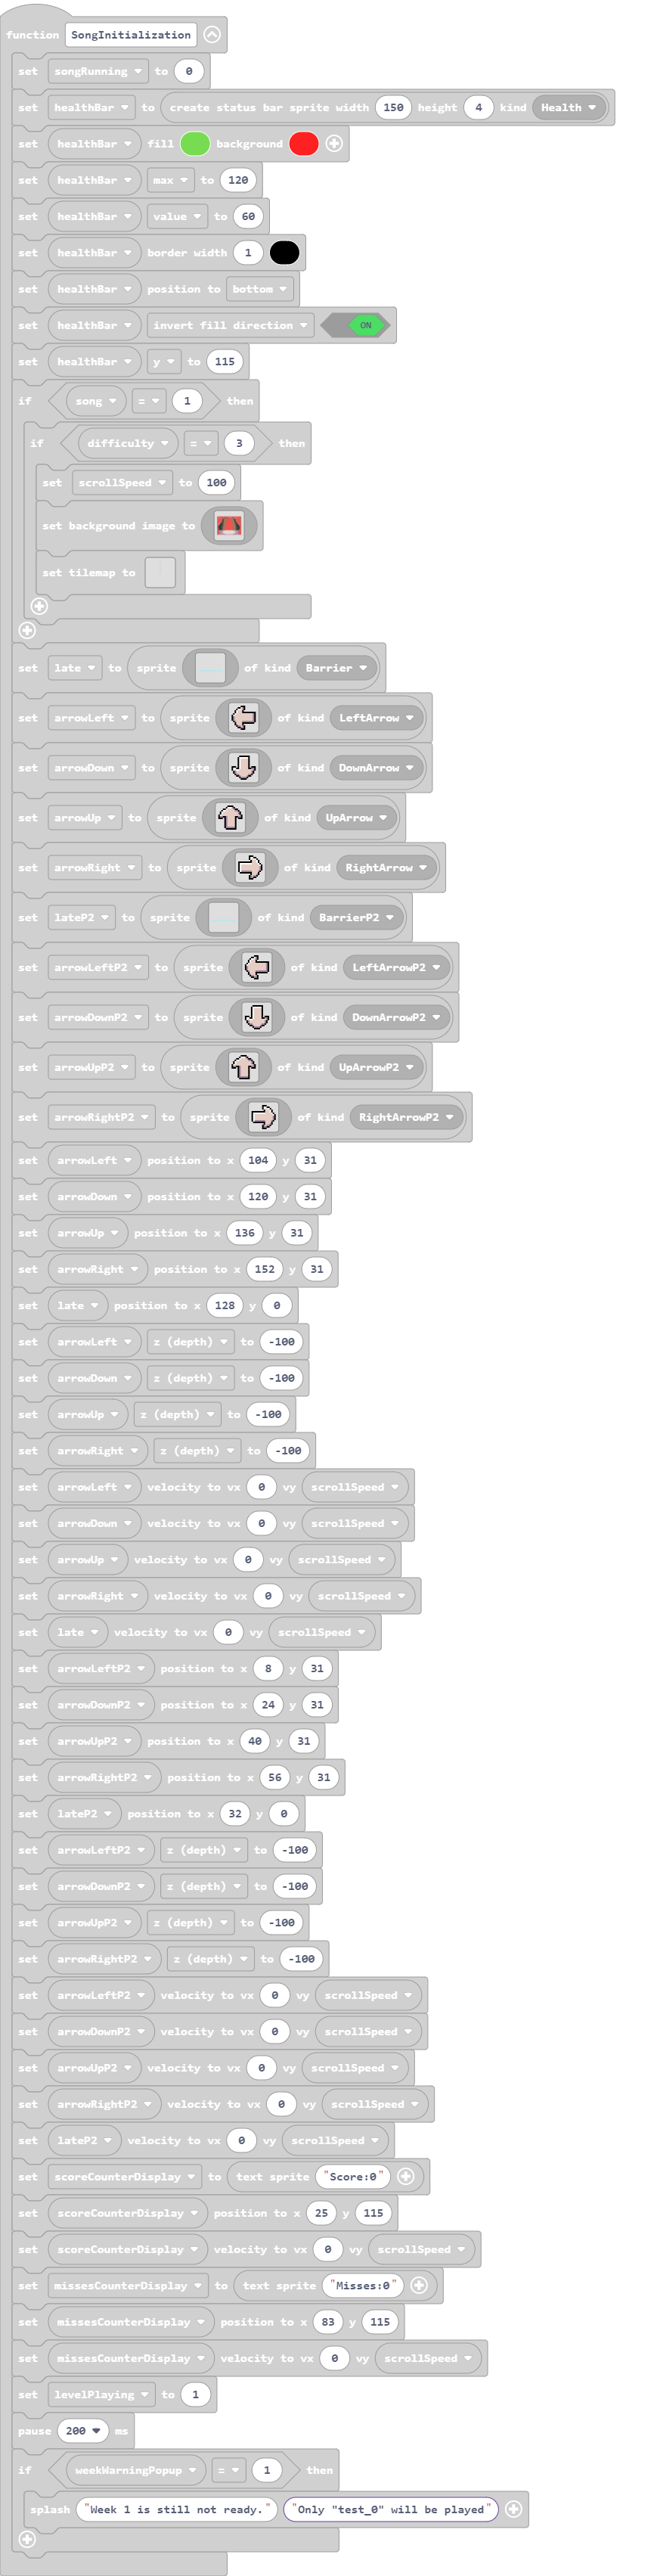 function SongInitialization
set songRunning to 0
set healthBar to create status bar sprite width 150 height 4 kind Health
set healthBar fill background
set healthBar max to 120
set healthBar value to 60
set healthBar border width 1
set healthBar position to bottom
set healthBar invert fill direction ON
set healthBar y to 115
if song = 1 then
if difficulty = 3 then
set scrollSpeed to 100
set background image to
set tilemap to
set late to sprite of kind Barrier
set arrowLeft to sprite of kind LeftArrow
set arrowDown to sprite of kind DownArrow
set arrowUp to sprite of kind UpArrow
set arrowRight to sprite of kind RightArrow
set lateP2 to sprite of kind BarrierP2
set arrowLeftP2 to sprite of kind LeftArrowP2
set arrowDownP2 to sprite of kind DownArrowP2
set arrowUpP2 to sprite of kind UpArrowP2
set arrowRightP2 to sprite of kind RightArrowP2
set arrowLeft position to x 104 y 31
set arrowDown position to x 120 y 31
set arrowUp position to x 136 y 31
set arrowRight position to x 152 y 31
set late position to x 128 y 0
set arrowLeft z (depth) to -100
set arrowDown z (depth) to -100
set arrowUp z (depth) to -100
set arrowRight z (depth) to -100
set arrowLeft velocity to vx 0 vy scrollSpeed
set arrowDown velocity to vx 0 vy scrollSpeed
set arrowUp velocity to vx 0 vy scrollSpeed
set arrowRight velocity to vx 0 vy scrollSpeed
set late velocity to vx 0 vy scrollSpeed
set arrowLeftP2 position to x 8 y 31
set arrowDownP2 position to x 24 y 31
set arrowUpP2 position to x 40 y 31
set arrowRightP2 position to x 56 y 31
set lateP2 position to x 32 y 0
set arrowLeftP2 z (depth) to -100
set arrowDownP2 z (depth) to -100
set arrowUpP2 z (depth) to -100
set arrowRightP2 z (depth) to -100
set arrowLeftP2 velocity to vx 0 vy scrollSpeed
set arrowDownP2 velocity to vx 0 vy scrollSpeed
set arrowUpP2 velocity to vx 0 vy scrollSpeed
set arrowRightP2 velocity to vx 0 vy scrollSpeed
set lateP2 velocity to vx 0 vy scrollSpeed
set scoreCounterDisplay to text sprite "Score:0"
set scoreCounterDisplay position to x 25 y 115
set scoreCounterDisplay velocity to vx 0 vy scrollSpeed
set missesCounterDisplay to text sprite "Misses:0"
set missesCounterDisplay position to x 83 y 115
set missesCounterDisplay velocity to vx 0 vy scrollSpeed
set levelPlaying to 1
pause 200 ms
if weekWarningPopup = 1 then
splash "Week 1 is still not ready." "Only "test_0" will be played"